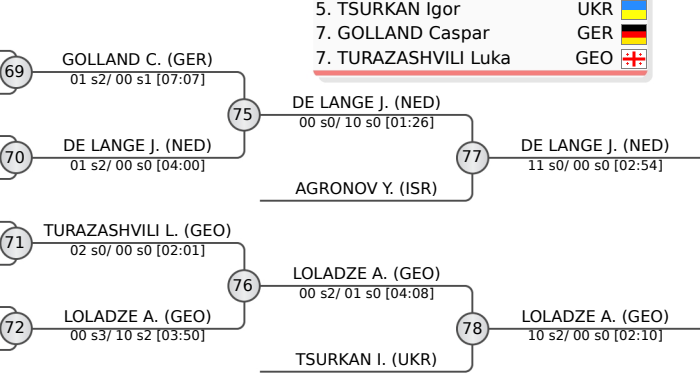 5. TSURKAN Igor UKR
7. GOLLAND Caspar GER
7. TURAZASHVILI Luka GEO
69
GOLLAND C. (GER)
01 s2/ 00 s1 [07:07]
75
DE LANGE J. (NED)
00 s0/ 10 s0 [01:26]
70
DE LANGE J. (NED)
01 s2/ 00 s0 [04:00]
77
DE LANGE J. (NED)
11 s0/ 00 s0 [02:54]
AGRONOV Y. (ISR)
71
TURAZASHVILI L. (GEO)
02 s0/ 00 s0 [02:01]
76
LOLADZE A. (GEO)
00 s2/ 01 s0 [04:08]
72
LOLADZE A. (GEO)
00 s3/ 10 s2 [03:50]
78
LOLADZE A. (GEO)
10 s2/ 00 s0 [02:10]
TSURKAN I. (UKR)